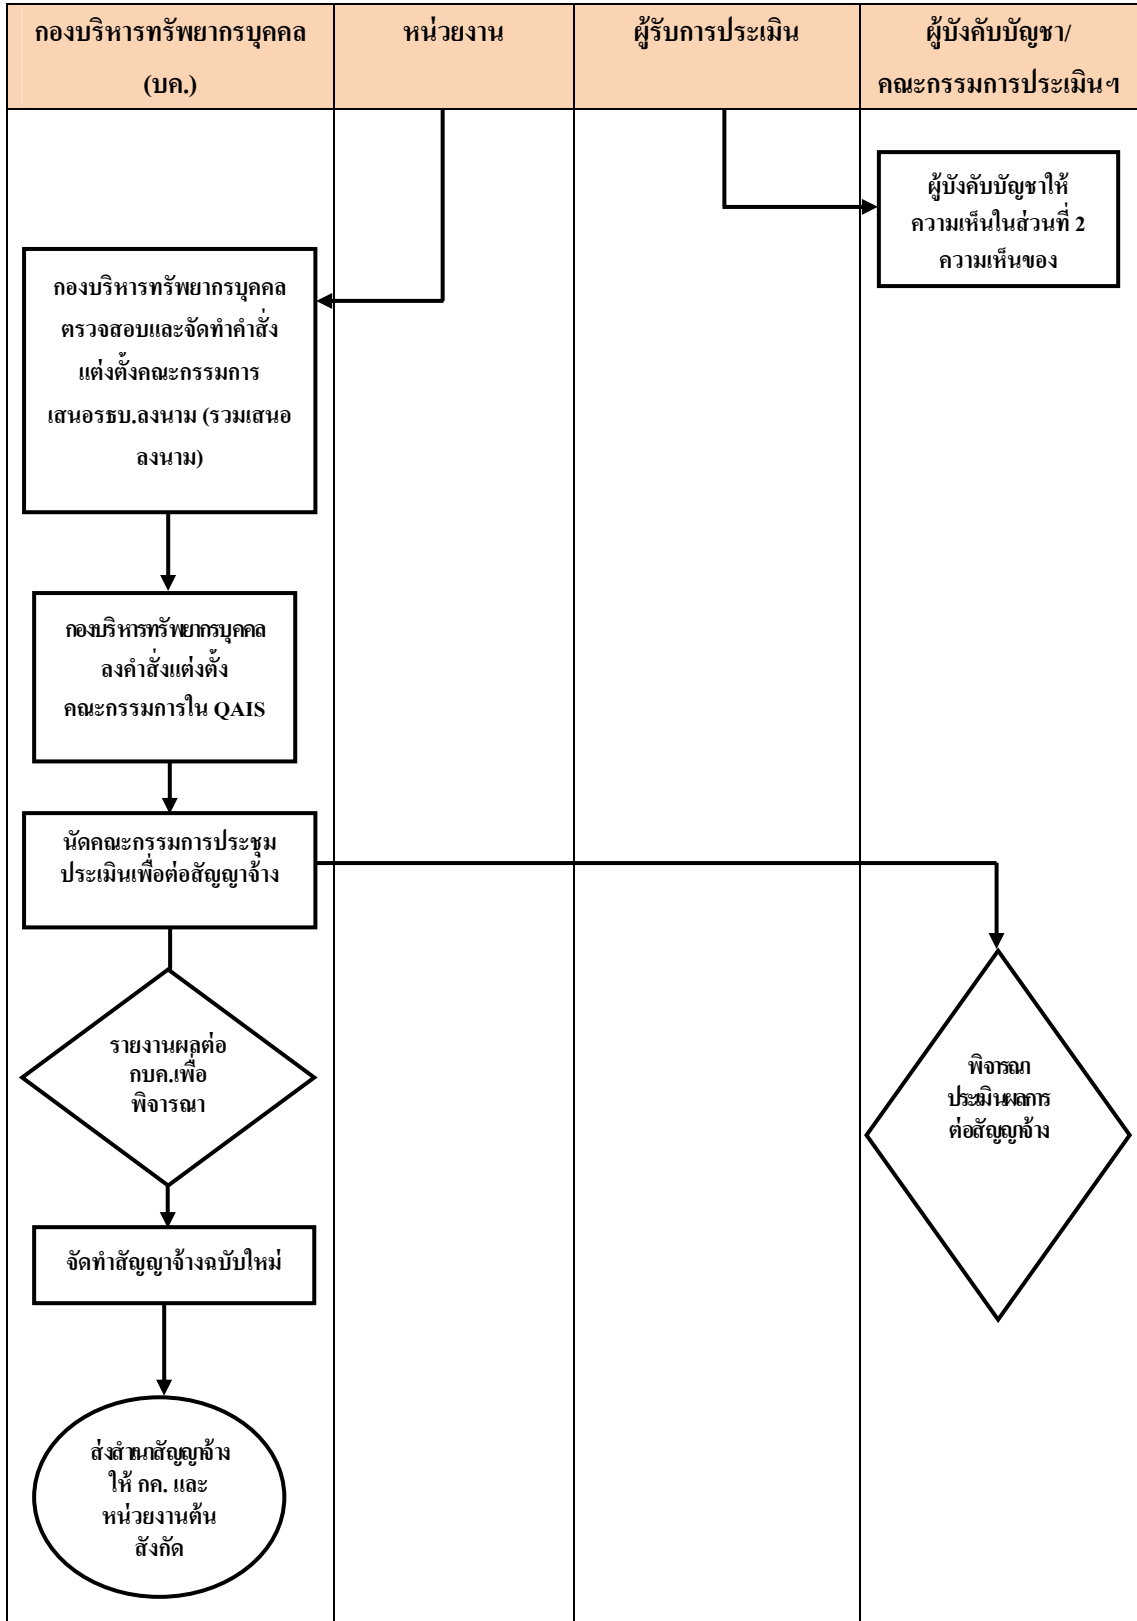 กองบริหารทรัพยากรบุคคล
(บค.)
หน่วยงาน
ผู้รับการประเมิน
ผู้บังคับบัญชา/
คณะกรรมการประเมินฯ
ผู้บังคับบัญชาให้
ความเห็นในส่วนที่ 2
ความเห็นของ
กองบริหารทรัพยากรบุคคล
ตรวจสอบและจัดทำคำสั่ง
แต่งตั้งคณะกรรมการ
เสนอรธบ.ลงนาม (รวมเสนอ
ลงนาม)
กองบริหารทรัพยากรบุคคล
ลงคำสั่งแต่งตั้ง
คณะกรรมการใน QAIS
นัดคณะกรรมการประชุม
ประเมินเพื่อต่อสัญญาจ้าง
รายงานผลต่อ
กบค.เพื่อ
พิจารณา
พิจารณา
ประเมินผลการ
ต่อสัญญาจ้าง
จัดทำสัญญาจ้างฉบับใหม่
ส่งสำเนาสัญญาจ้าง
ให้ กค. และ
หน่วยงานต้น
สังกัด